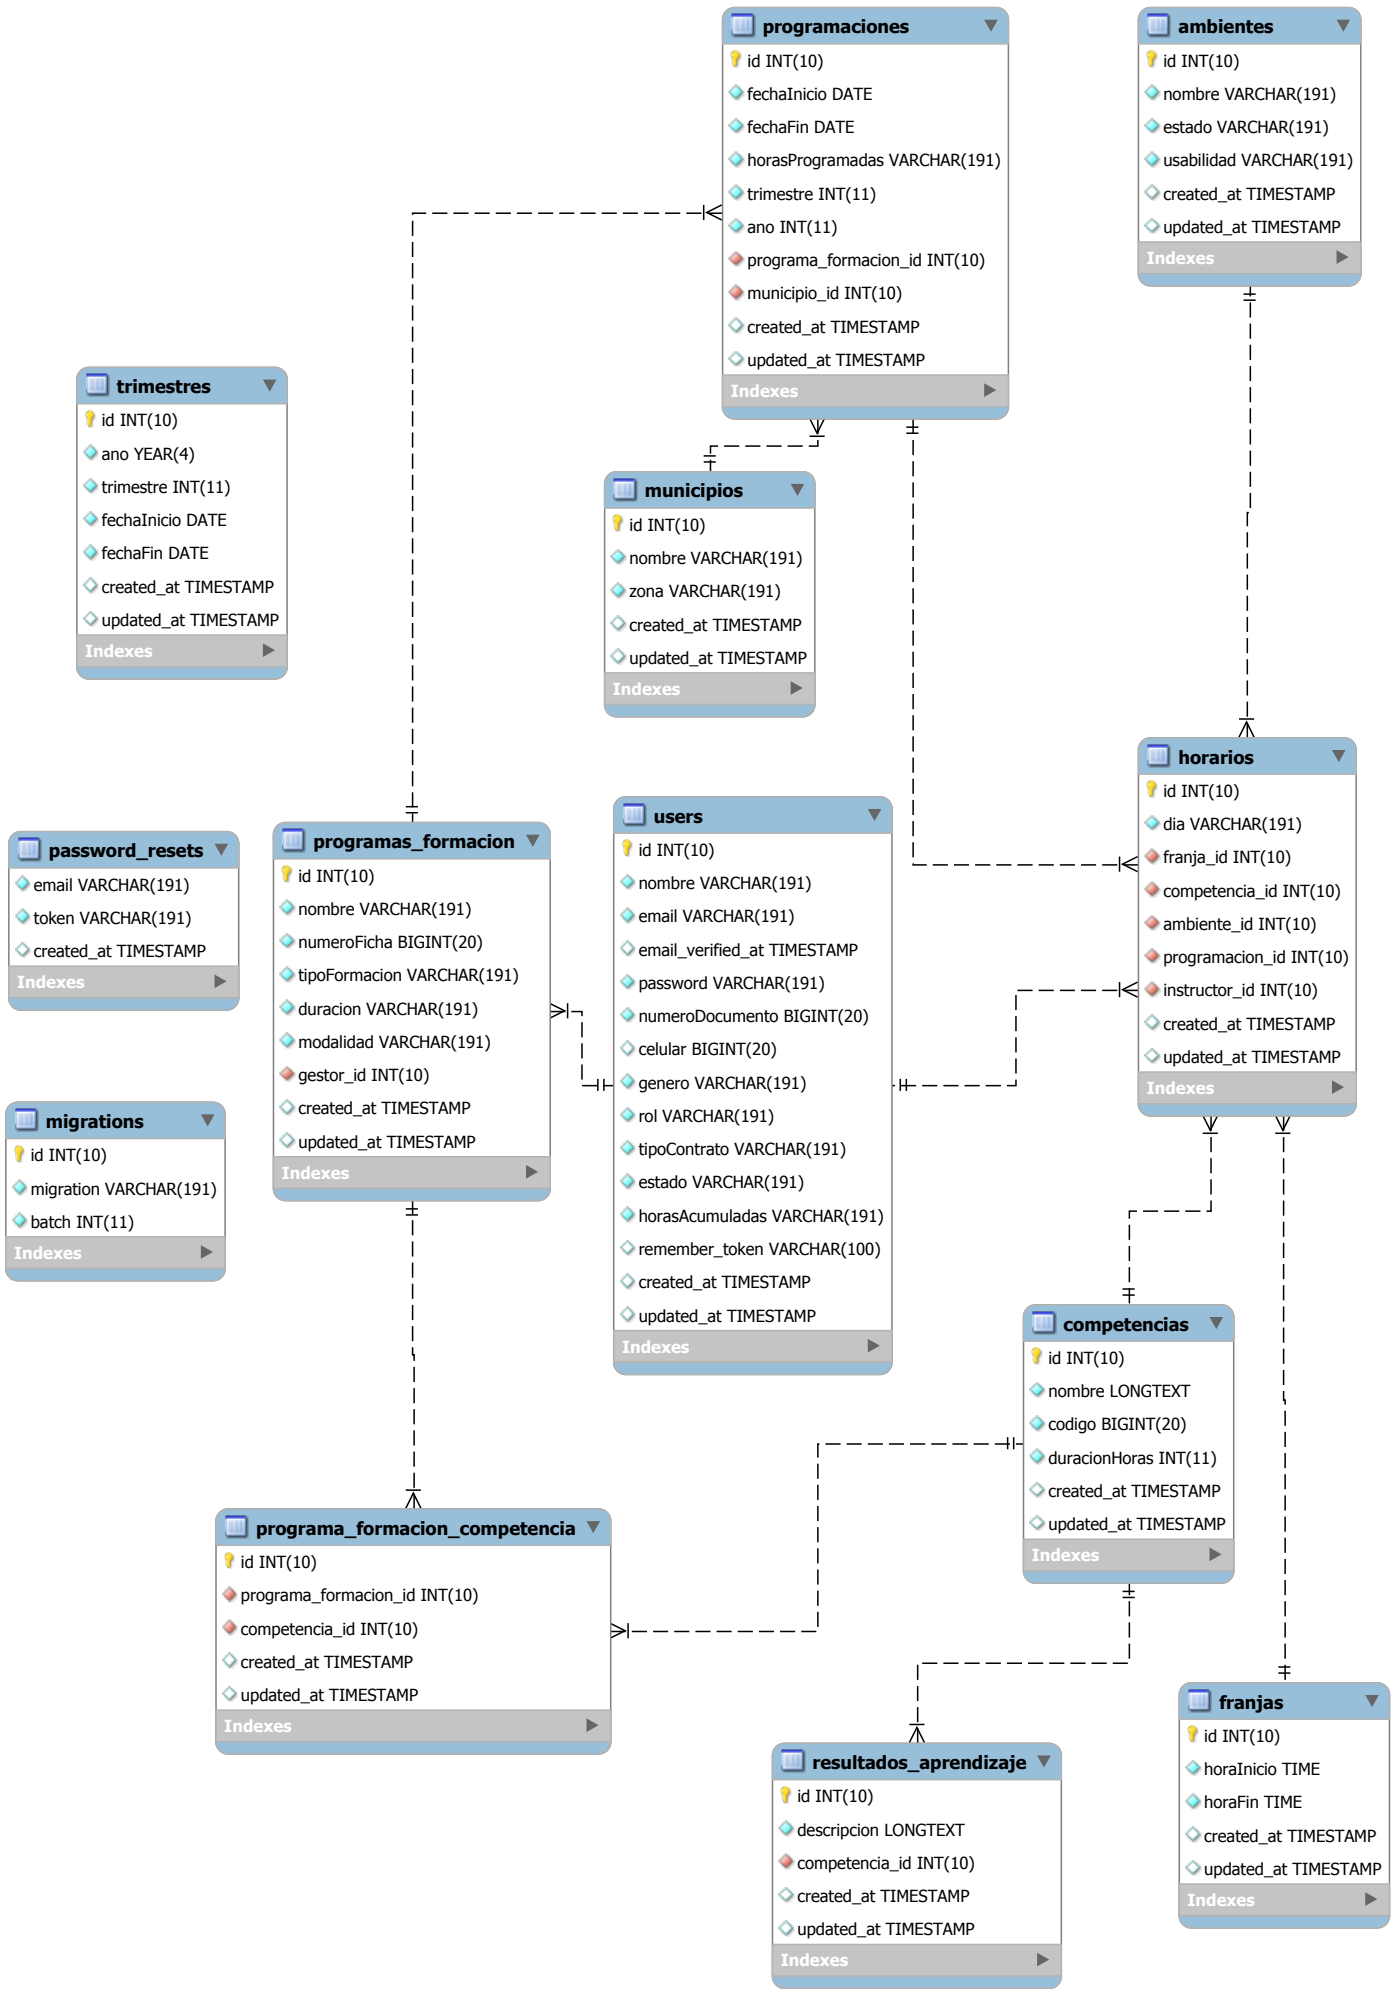 programaciones
id INT(10)
fechaInicio DATE
fechaFin DATE
horasProgramadas VARCHAR(191)
trimestre INT(11)
ano INT(11)
programa_formacion_id INT(10)
municipio_id INT(10)
created_at TIMESTAMP
updated_at TIMESTAMP
Indexes
ambientes
id INT(10)
nombre VARCHAR(191)
estado VARCHAR(191)
usabilidad VARCHAR(191)
created_at TIMESTAMP
updated_at TIMESTAMP
Indexes
trimestres
id INT(10)
ano YEAR(4)
trimestre INT(11)
fechaInicio DATE
fechaFin DATE
created_at TIMESTAMP
updated_at TIMESTAMP
Indexes
municipios
id INT(10)
nombre VARCHAR(191)
zona VARCHAR(191)
created_at TIMESTAMP
updated_at TIMESTAMP
Indexes
horarios
id INT(10)
dia VARCHAR(191)
franja_id INT(10)
competencia_id INT(10)
ambiente_id INT(10)
programacion_id INT(10)
instructor_id INT(10)
created_at TIMESTAMP
updated_at TIMESTAMP
Indexes
password_resets
email VARCHAR(191)
token VARCHAR(191)
created_at TIMESTAMP
Indexes
programas_formacion
id INT(10)
nombre VARCHAR(191)
numeroFicha BIGINT(20)
tipoFormacion VARCHAR(191)
duracion VARCHAR(191)
modalidad VARCHAR(191)
gestor_id INT(10)
created_at TIMESTAMP
updated_at TIMESTAMP
Indexes
users
id INT(10)
nombre VARCHAR(191)
email VARCHAR(191)
email_verified_at TIMESTAMP
password VARCHAR(191)
numeroDocumento BIGINT(20)
celular BIGINT(20)
genero VARCHAR(191)
rol VARCHAR(191)
tipoContrato VARCHAR(191)
estado VARCHAR(191)
horasAcumuladas VARCHAR(191)
remember_token VARCHAR(100)
created_at TIMESTAMP
updated_at TIMESTAMP
Indexes
migrations
id INT(10)
migration VARCHAR(191)
batch INT(11)
Indexes
competencias
id INT(10)
nombre LONGTEXT
codigo BIGINT(20)
duracionHoras INT(11)
created_at TIMESTAMP
updated_at TIMESTAMP
Indexes
programa_formacion_competencia
id INT(10)
programa_formacion_id INT(10)
competencia_id INT(10)
created_at TIMESTAMP
updated_at TIMESTAMP
Indexes
franjas
id INT(10)
horaInicio TIME
horaFin TIME
created_at TIMESTAMP
updated_at TIMESTAMP
Indexes
resultados_aprendizaje
id INT(10)
descripcion LONGTEXT
competencia_id INT(10)
created_at TIMESTAMP
updated_at TIMESTAMP
Indexes